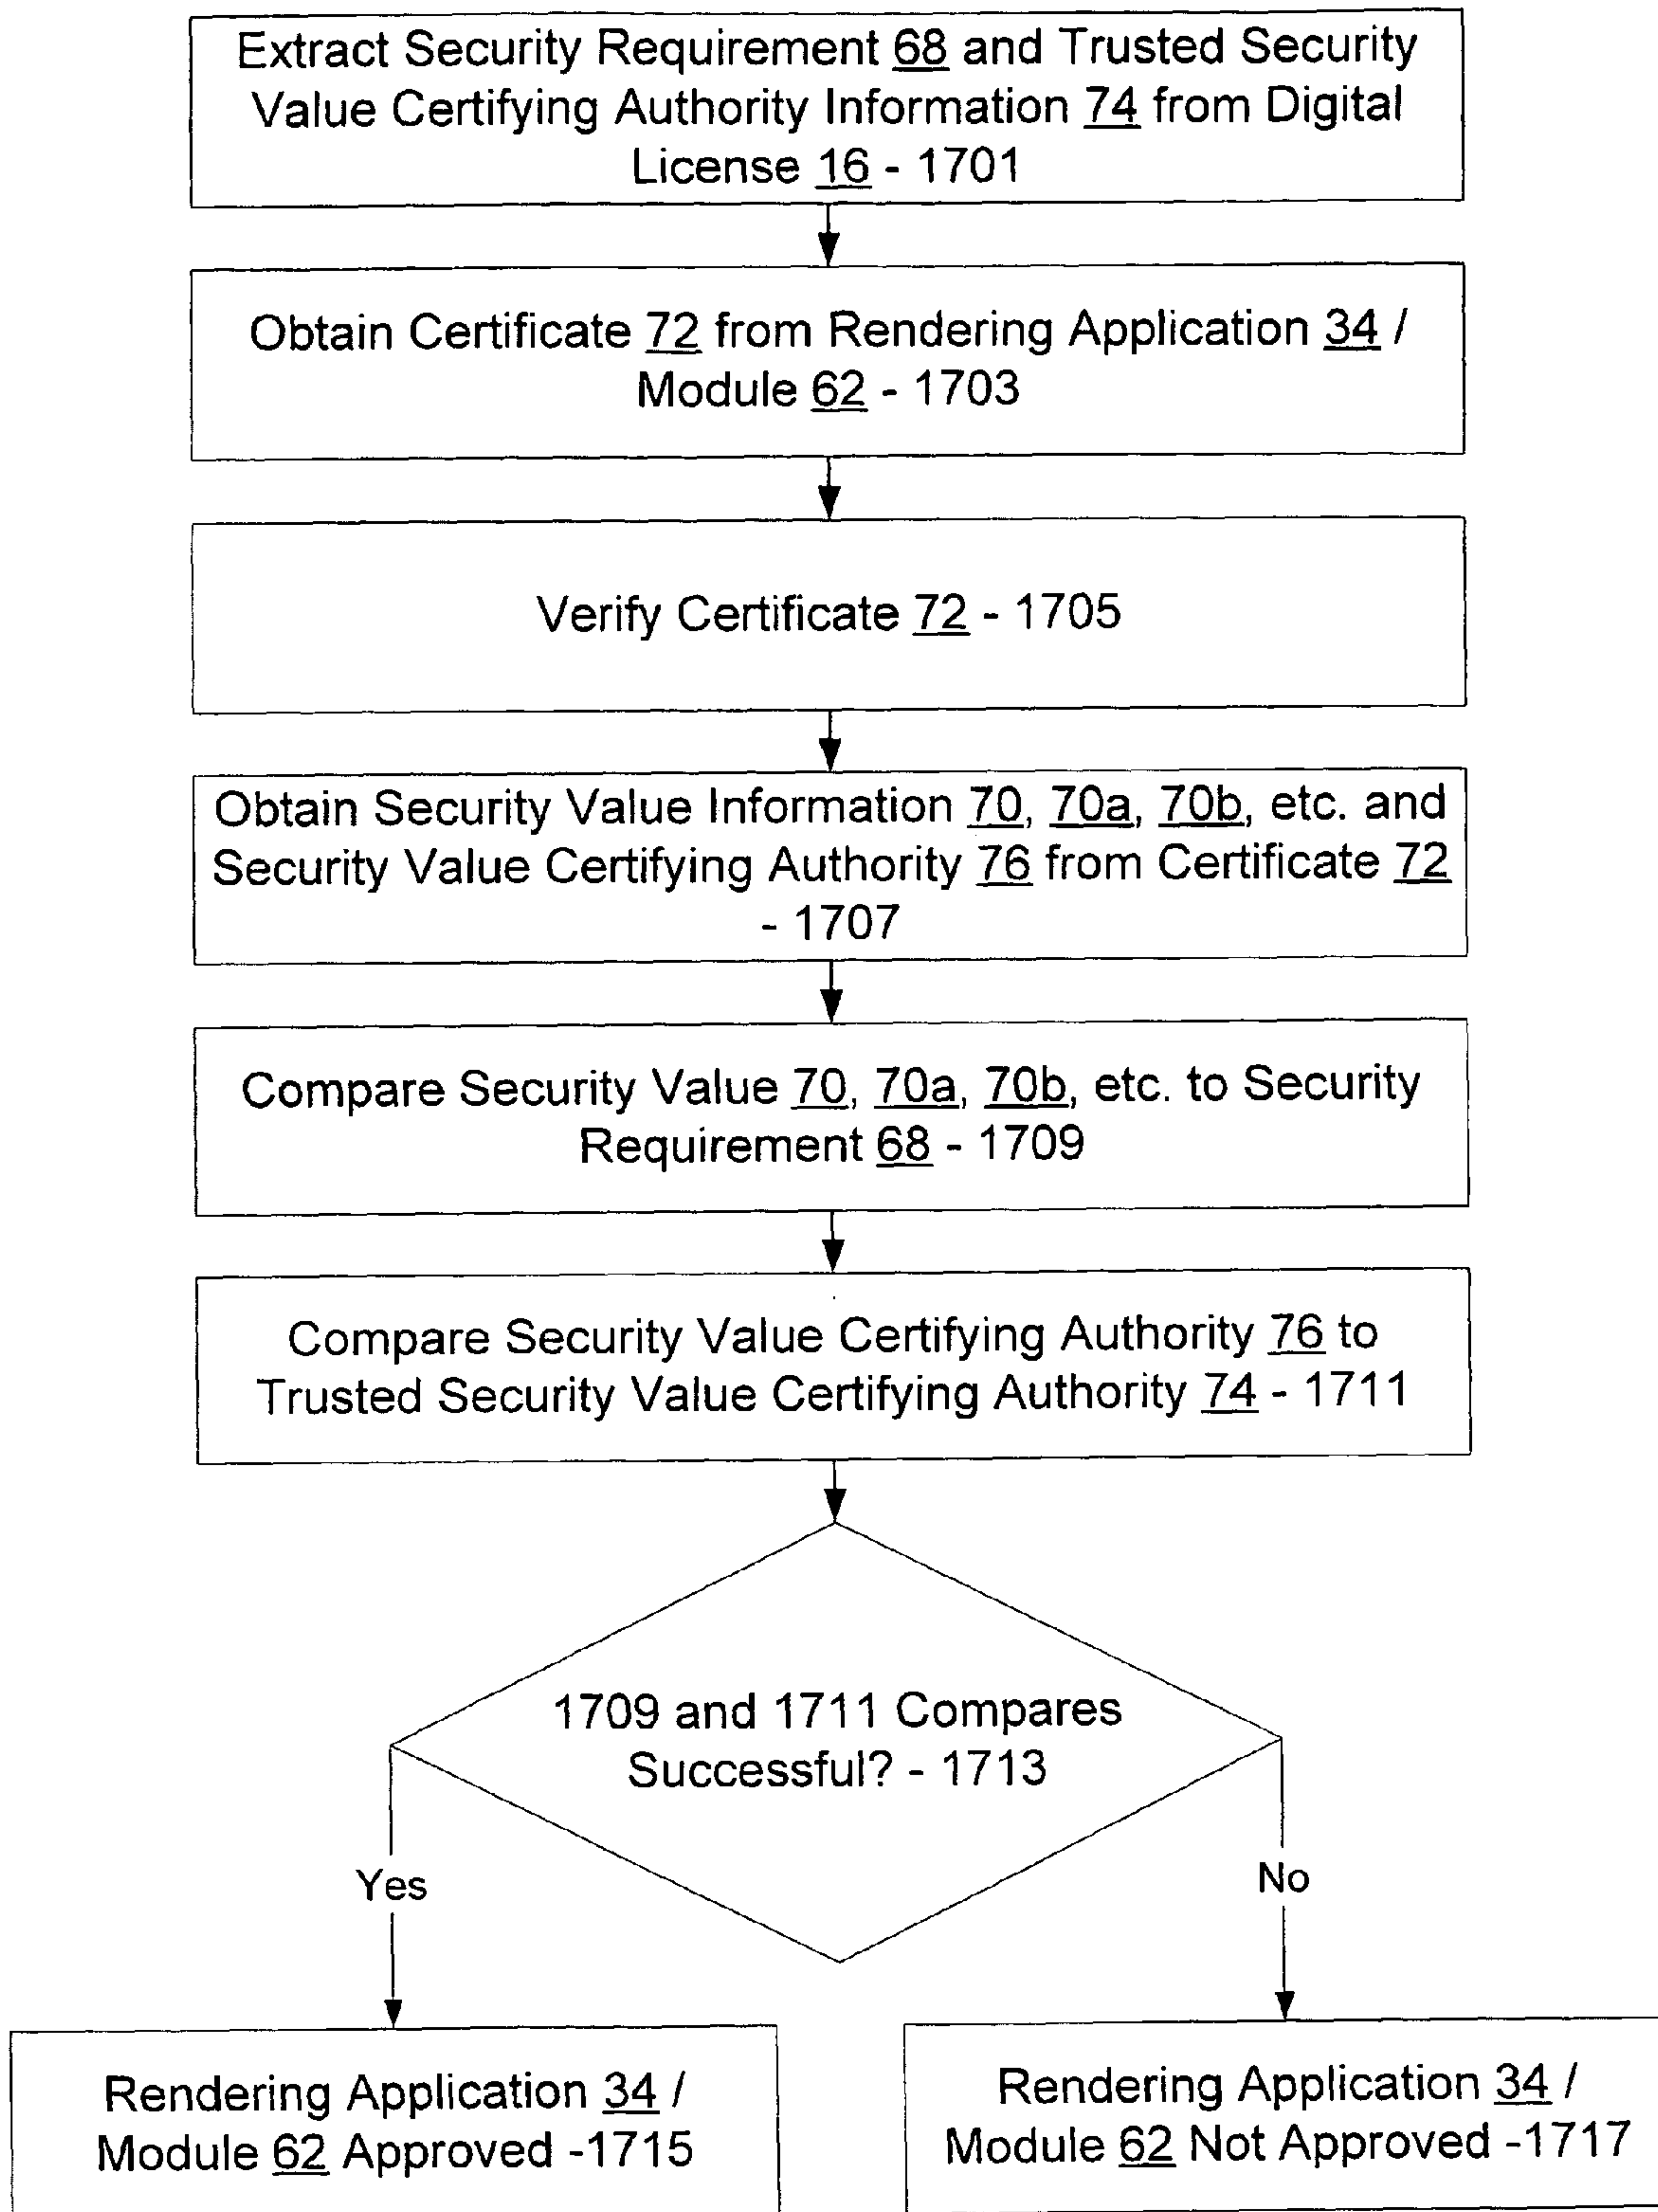 Extract Security Requirement 68 and Trusted Security
Value Certifying Authority Information 74 from Digital
License 16 - 1701
Obtain Certificate 72 from Rendering Application 34 /
Module 62 - 1703
Verify Certificate 72 - 1705
Obtain Security Value Information 70, 70a, 70b, etc. and
Security Value Certifying Authority 76 from Certificate 72
- 1707
Compare Security Value 70, 70a, 70b, etc. to Security
Requirement 68 - 1709
Compare Security Value Certifying Authority 76 to
Trusted Security Value Certifying Authority 74 - 1711
1709 and 1711 Compares
Successful? - 1713
Yes
No
Rendering Application 34 /
Module 62 Approved -1715
Rendering Application 34 /
Module 62 Not Approved -1717